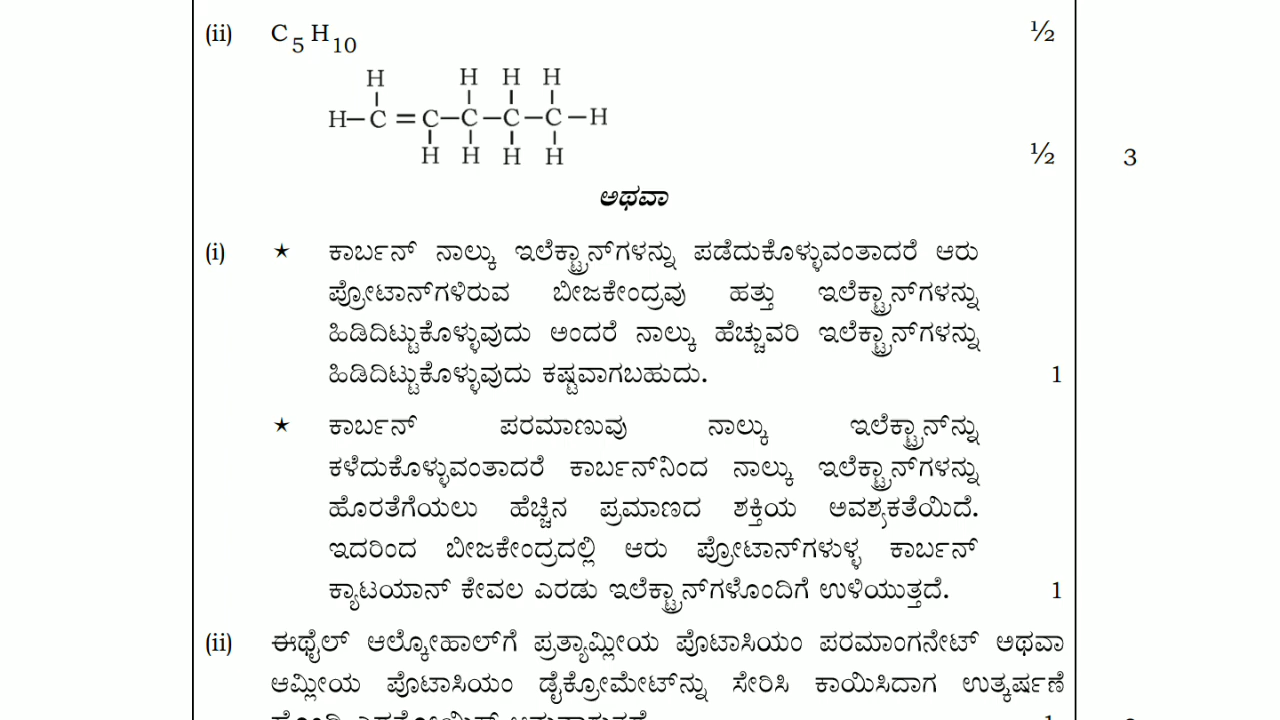 (ii) C5H10 ½
H H H H
H—C=C—C—C—C—H
H H H H ½ 3
ಅಥವಾ
(i) ★ ಕಾರ್ಬನ್ ನಾಲ್ಕು ಇಲೆಕ್ಟ್ರಾನ್‌ಗಳನ್ನು ಪಡೆದುಕೊಳ್ಳುವಂತಾದರೆ ಆರು
ಪ್ರೋಟಾನ್‌ಗಳಿರುವ ಬೀಜಕೇಂದ್ರವು ಹತ್ತು ಇಲೆಕ್ಟ್ರಾನ್‌ಗಳನ್ನು
ಹಿಡಿದಿಟ್ಟುಕೊಳ್ಳುವುದು ಅಂದರೆ ನಾಲ್ಕು ಹೆಚ್ಚುವರಿ ಇಲೆಕ್ಟ್ರಾನ್‌ಗಳನ್ನು
ಹಿಡಿದಿಟ್ಟುಕೊಳ್ಳುವುದು ಕಷ್ಟವಾಗಬಹುದು. 1
★ ಕಾರ್ಬನ್ ಪರಮಾಣುವು ನಾಲ್ಕು ಇಲೆಕ್ಟ್ರಾನ್‌ನ್ನು
ಕಳೆದುಕೊಳ್ಳುವಂತಾದರೆ ಕಾರ್ಬನ್‌ನಿಂದ ನಾಲ್ಕು ಇಲೆಕ್ಟ್ರಾನ್‌ಗಳನ್ನು
ಹೊರತೆಗೆಯಲು ಹೆಚ್ಚಿನ ಪ್ರಮಾಣದ ಶಕ್ತಿಯ ಅವಶ್ಯಕತೆಯಿದೆ.
ಇದರಿಂದ ಬೀಜಕೇಂದ್ರದಲ್ಲಿ ಆರು ಪ್ರೋಟಾನ್‌ಗಳುಳ್ಳ ಕಾರ್ಬನ್
ಕ್ಯಾಟಯಾನ್ ಕೇವಲ ಎರಡು ಇಲೆಕ್ಟ್ರಾನ್‌ಗಳೊಂದಿಗೆ ಉಳಿಯುತ್ತದೆ. 1
(ii) ಈಥೈಲ್ ಆಲ್ಕೋಹಾಲ್‌ಗೆ ಪ್ರತ್ಯಾಮ್ಲೀಯ ಪೊಟಾಸಿಯಂ ಪರಮಾಂಗನೇಟ್ ಅಥವಾ
ಆಮ್ಲೀಯ ಪೊಟಾಸಿಯಂ ಡೈಕ್ರೋಮೇಟ್‌ನ್ನು ಸೇರಿಸಿ ಕಾಯಿಸಿದಾಗ ಉತ್ಕರ್ಷಣೆ